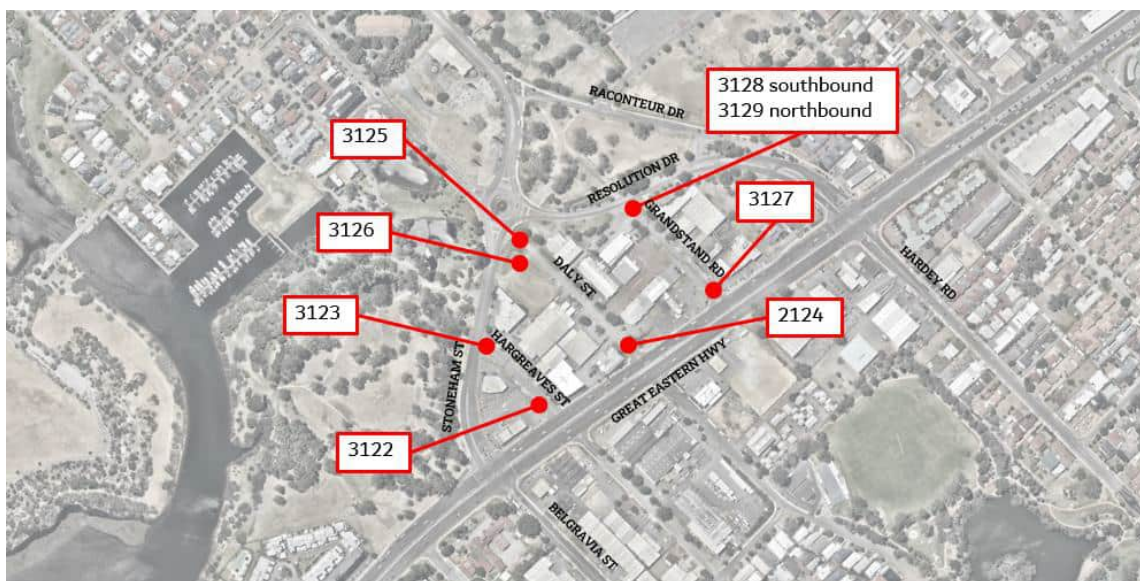 RACONTEUR DR
3128 southbound
3129 northbound
3125
RESOLUTION DR
3127
3126
GRANDSTAND RD
DALY ST
HARDEY RD
3123
2124
HARGREAVES ST
STONEHAM ST
GREAT EASTERN HWY
3122
BELGRAVIA ST